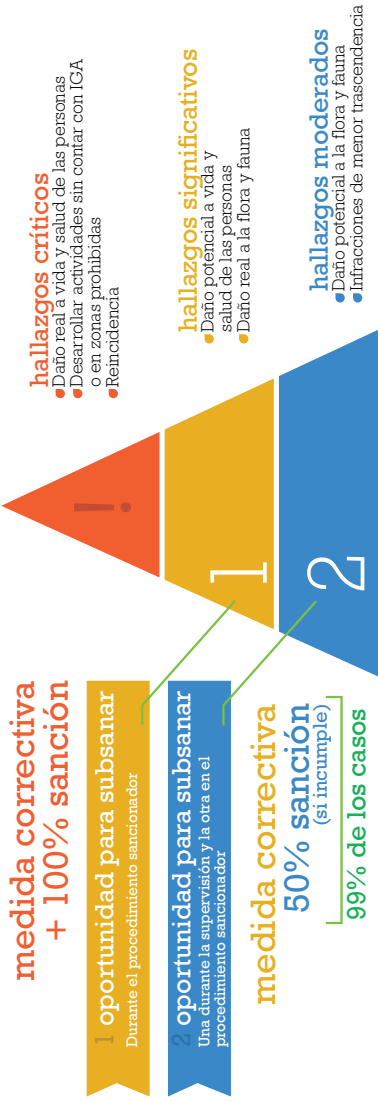 medida correctiva
+ 100% sanción
1 oportunidad para subsanar
Durante el procedimiento sancionador
2 oportunidad para subsanar
Una durante la supervisión y la otra en el
procedimiento sancionador
medida correctiva
50% sanción
(si incumple)
99% de los casos
!
1
2
hallazgos críticos
Daño real a vida y salud de las personas
Desarrollar actividades sin contar con IGA
o en zonas prohibidas
Reincidencia
hallazgos significativos
Daño potencial a vida y
salud de las personas
Daño real a la flora y fauna
hallazgos moderados
Daño potencial a la flora y fauna
Infracciones de menor trascendencia